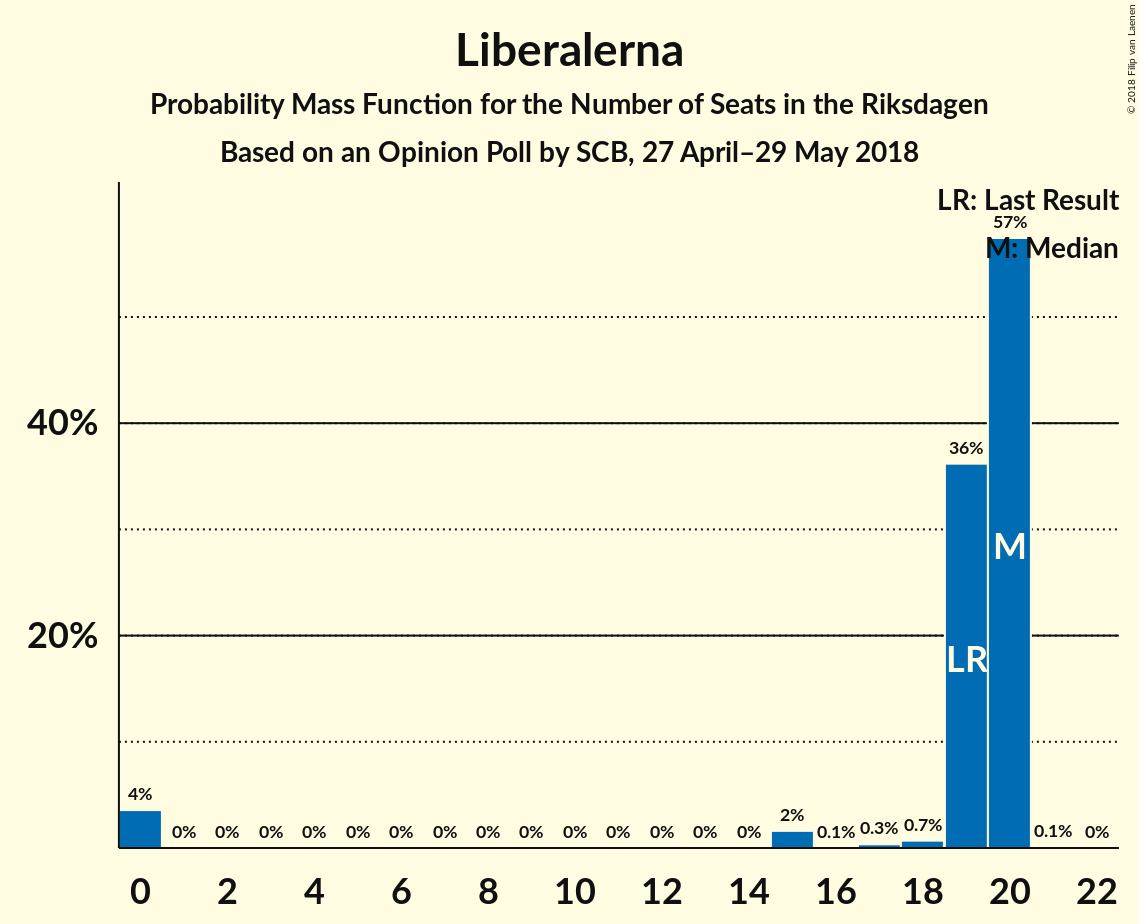 Liberalerna
Probability Mass Function for the Number of Seats in the Riksdagen
Based on an Opinion Poll by SCB, 27 April–29 May 2018
© 2018 Filip van Laenen
LR: Last Result
M: Median
57%
40%
36%
M
20%
LR
4%
0% 0% 0% 0% 0% 0% 0% 0% 0% 0% 0% 0% 0% 0% 2% 0.1% 0.3% 0.7% 0.1% 0%
0 2 4 6 8 10 12 14 16 18 20 22